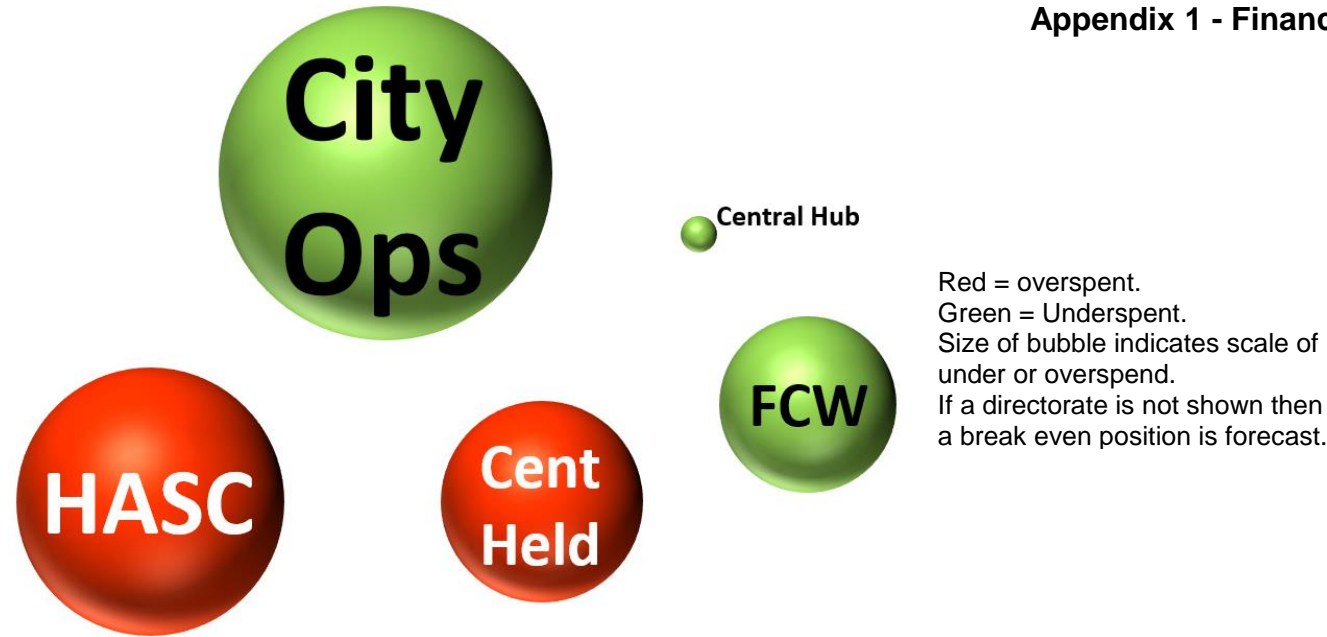 Appendix 1 - Financ
City
Ops
Central Hub
Red = overspent.
Green = Underspent.
Size of bubble indicates scale of
under or overspend.
If a directorate is not shown then
a break even position is forecast.
FCW
HASC
Cent
Held